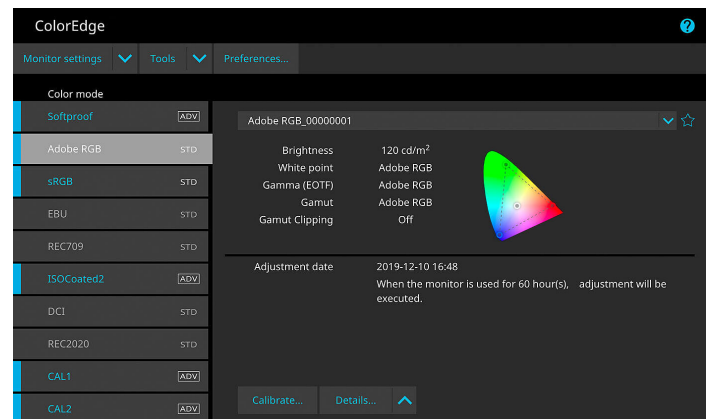 ColorEdge
?
Monitor settings Tools Preferences...
Color mode
Softproof ADV
Adobe RGB STD
sRGB STD
EBU STD
REC709 STD
ISOCoated2 ADV
DCI STD
REC2020 STD
CAL1 ADV
CAL2 ADV
Adobe RGB_00000001
Brightness 120 cd/m²
White point Adobe RGB
Gamma (EOTF) Adobe RGB
Gamut Adobe RGB
Gamut Clipping Off
Adjustment date 2019-12-10 16:48
When the monitor is used for 60 hour(s), adjustment will be
executed.
Calibrate... Details...